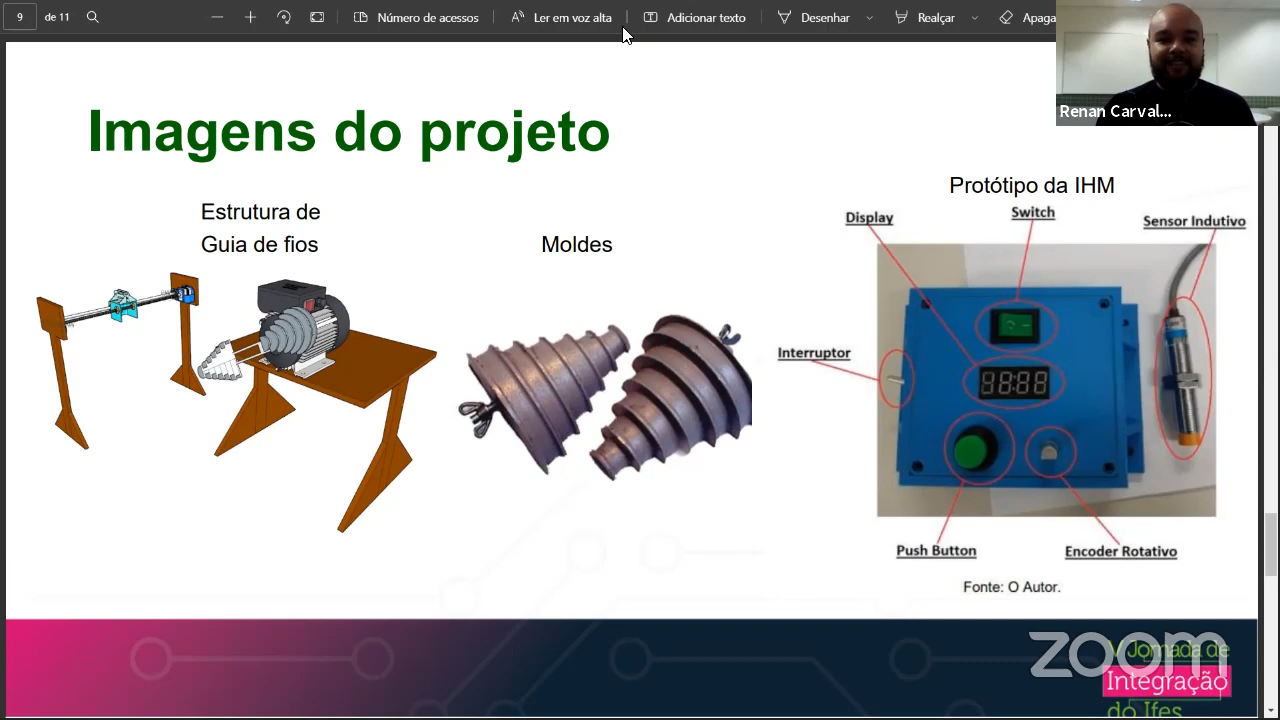 9
de 11
Número de acessos
Ler em voz alta
Adicionar texto
Desenhar
Realçar
Apaga
Renan Carval...
Imagens do projeto
Estrutura de
Guia de fios
Moldes
Protótipo da IHM
Display
Switch
Sensor Indutivo
Interruptor
88:88
Push Button
Encoder Rotativo
Fonte: O Autor.
zoom
V Jornada de
Integração
do Ifes